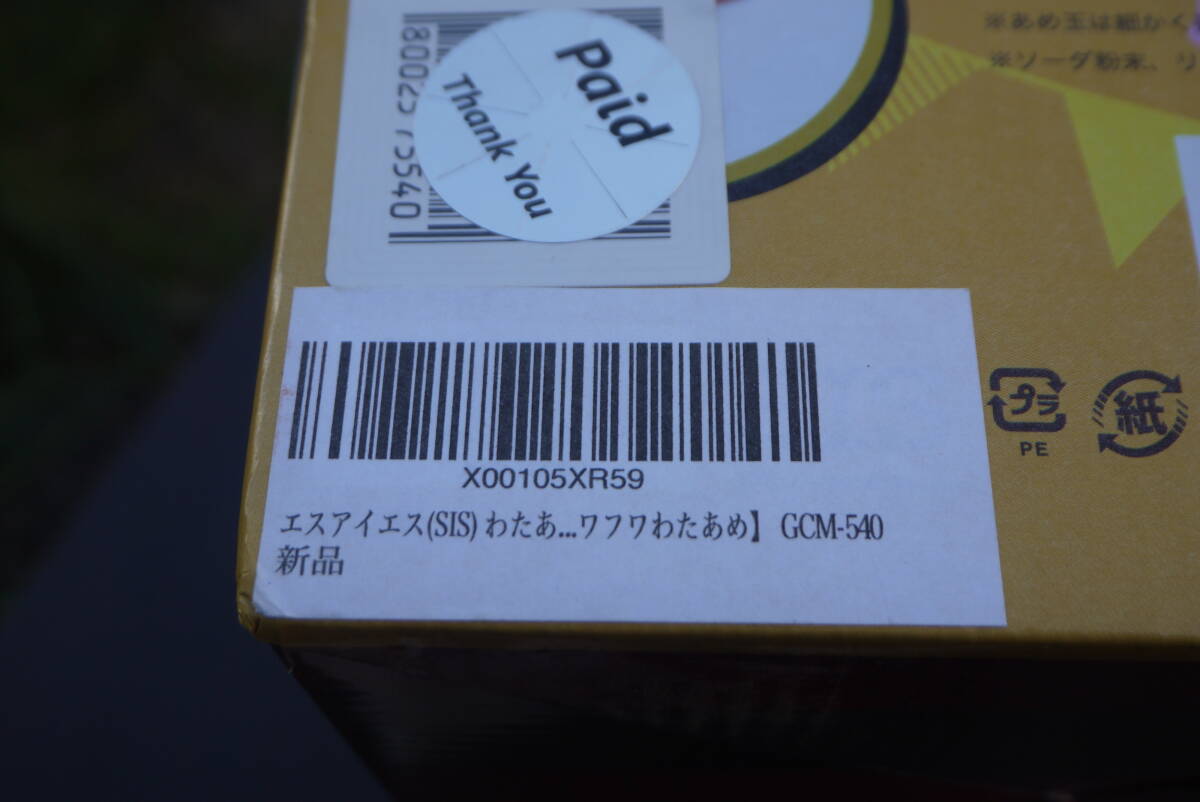 Paid
Thank You
※あめ玉は細かく
※ソーダ粉末、リ
X00105XR59
エスアイエス(SIS) わたあ...ワフワわたあめ】 GCM-540
新品
プラ
PE
紙